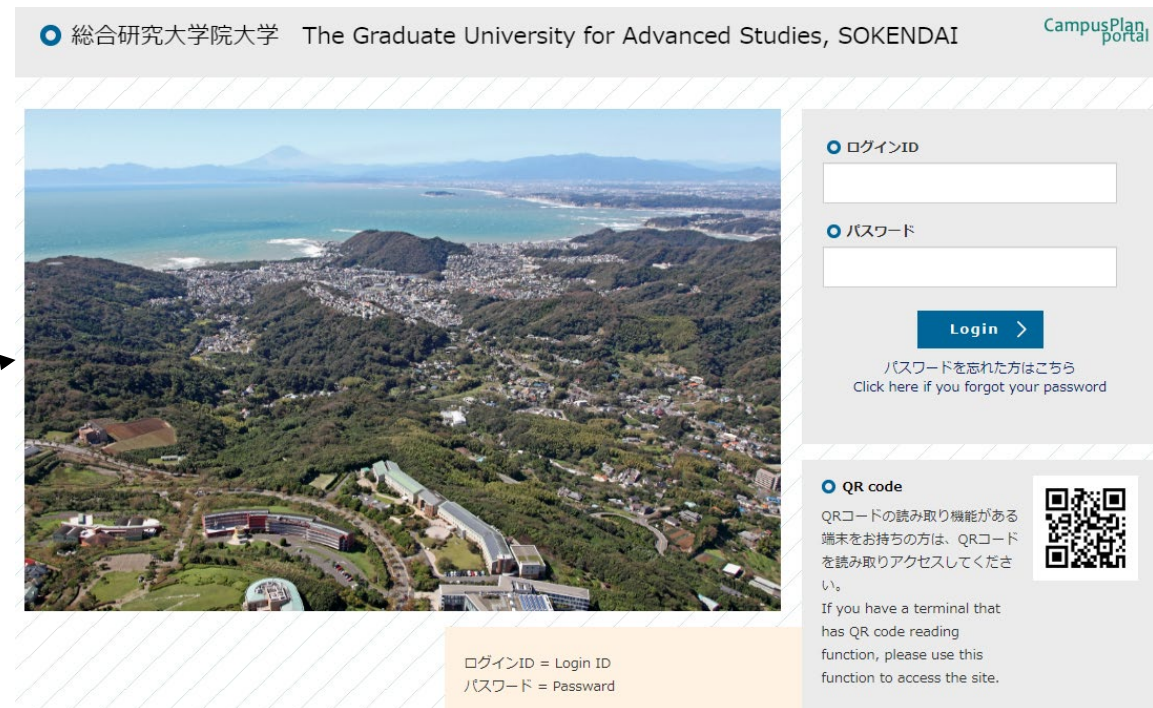 総合研究大学院大学 The Graduate University for Advanced Studies, SOKENDAI
CampusPlan
portal
ログインID
パスワード
Login
パスワードを忘れた方はこちら
Click here if you forgot your password
QR code
QRコードの読み取り機能がある
端末をお持ちの方は、QRコード
を読み取りアクセスしてくださ
い。
If you have a terminal that
has QR code reading
function, please use this
function to access the site.
ログインID = Login ID
パスワード = Passward